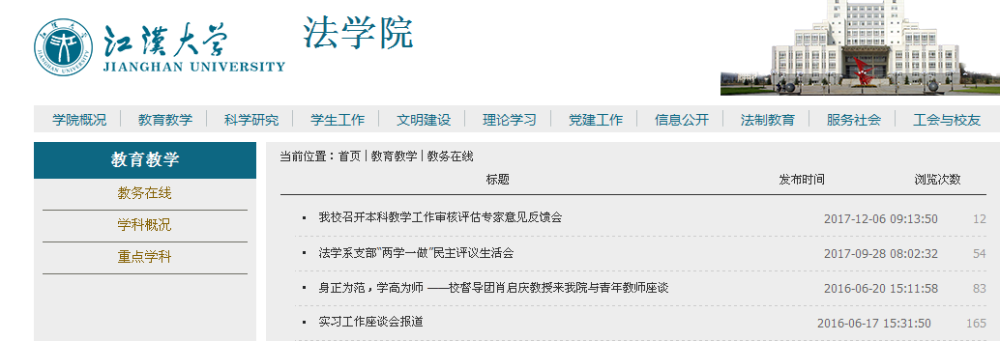 江漢大学 法学院
JIANGHAN UNIVERSITY
学院概况 教育教学 科学研究 学生工作 文明建设 理论学习 党建工作 信息公开 法制教育 服务社会 工会与校友
教育教学
教务在线
学科概况
重点学科
当前位置：首页 | 教育教学 | 教务在线
标题 发布时间 浏览次数
我校召开本科教学工作审核评估专家意见反馈会 2017-12-06 09:13:50 12
法学系支部“两学一做”民主评议生活会 2017-09-28 08:02:32 54
身正为范，学高为师 ——校督导团肖启庆教授来我院与青年教师座谈 2016-06-20 15:11:58 83
实习工作座谈会报道 2016-06-17 15:31:50 165